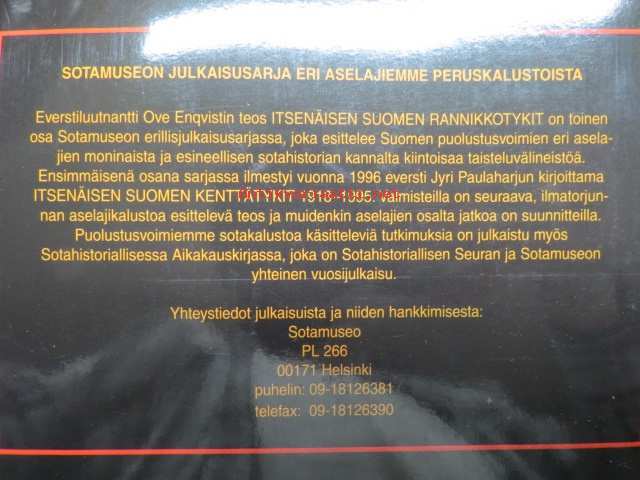 SOTAMUSEON JULKAISUSARJA ERI ASELAJIEMME PERUSKALUSTOISTA
Everstiluutnantti Ove Enqvistin teos ITSENÄISEN SUOMEN RANNIKKOTYKIT on toinen
osa Sotamuseon erillisjulkaisusarjassa, joka esittelee Suomen puolustusvoimien eri asela-
jien moninaista ja esineellisen sotahistorian kannalta kiintoisaa taisteluvälineistöä.
Ensimmäisenä osana sarjassa ilmestyi vuonna 1996 eversti Jyri Paulaharjun kirjoittama
ITSENÄISEN SUOMEN KENTTÄTYKIT 1918-1995. Valmisteilla on seuraava, ilmatorjun-
nan aselajikalustoa esittelevä teos ja muidenkin aselajien osalta jatkoa on suunnitteilla.
Puolustusvoimiemme sotakalustoa käsitteleviä tutkimuksia on julkaistu myös
Sotahistoriallisessa Aikakauskirjassa, joka on Sotahistoriallisen Seuran ja Sotamuseon
yhteinen vuosijulkaisu.
Yhteystiedot julkaisuista ja niiden hankkimisesta:
Sotamuseo
PL 266
00171 Helsinki
puhelin: 09-18126381
telefax: 09-18126390